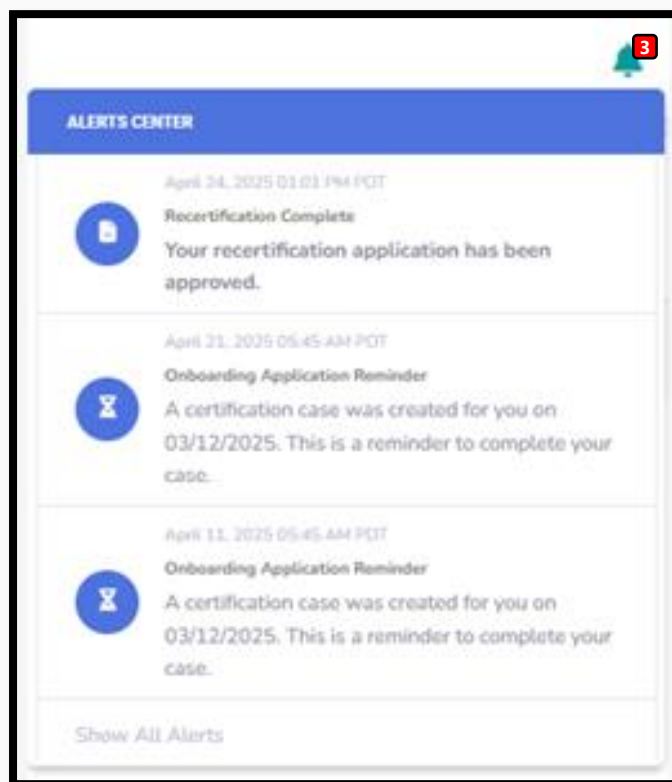 3
ALERTS CENTER
April 24, 2025 01:01 PM PDT
Recertification Complete
Your recertification application has been
approved.
April 21, 2025 05:45 AM PDT
Onboarding Application Reminder
A certification case was created for you on
03/12/2025. This is a reminder to complete your
case.
April 11, 2025 05:45 AM PDT
Onboarding Application Reminder
A certification case was created for you on
03/12/2025. This is a reminder to complete your
case.
Show All Alerts